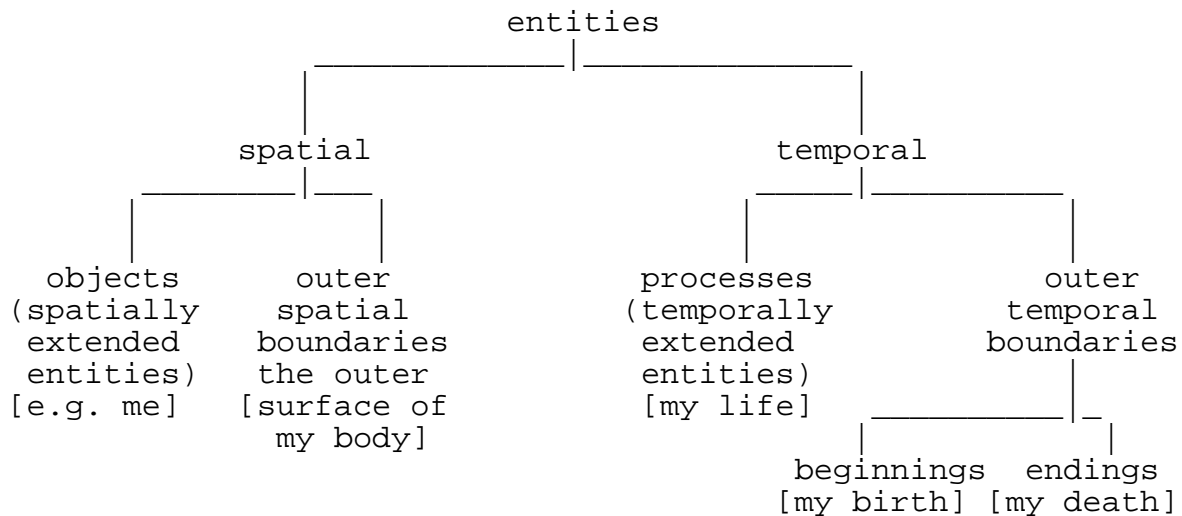 entities
spatial
temporal
objects
(spatially
extended
entities)
[e.g. me]
outer
spatial
boundaries
the outer
[surface of
my body]
processes
(temporally
extended
entities)
[my life]
outer
temporal
boundaries
beginnings
[my birth]
endings
[my death]